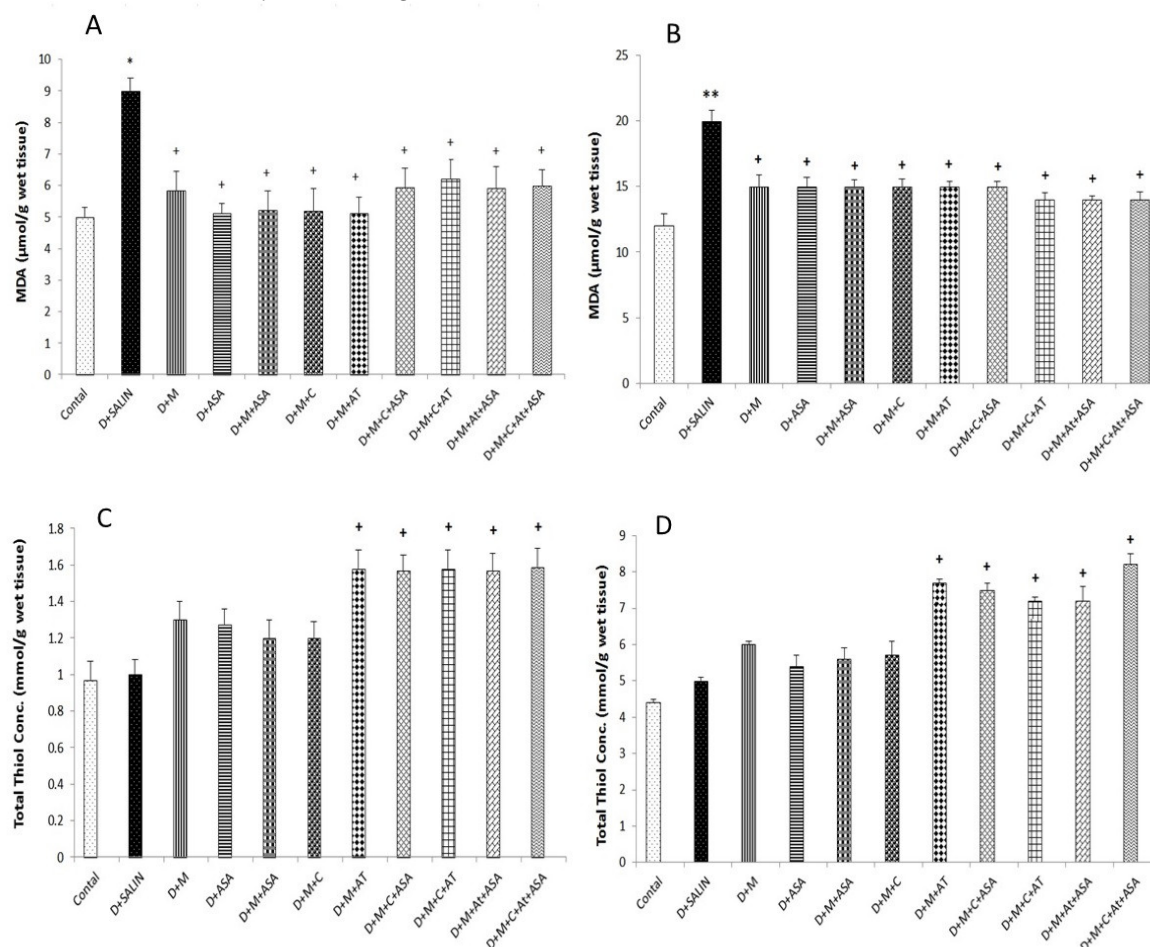 A
10
9
8
7
6
5
4
3
2
1
0
MDA (µmol/g wet tissue)
*
+ + + + + + + + +
Contal D+SALIN D+M D+ASA D+M+ASA D+M+C D+M+AT D+M+C+ASA D+M+C+AT D+M+At+ASA D+M+C+At+ASA
B
25
20
15
10
5
0
MDA (µmol/g wet tissue)
**
+ + + + + + + + +
Contal D+SALIN D+M D+ASA D+M+ASA D+M+C D+M+AT D+M+C+ASA D+M+C+AT D+M+At+ASA D+M+C+At+ASA
C
1.8
1.6
1.4
1.2
1
0.8
0.6
0.4
0.2
0
Total Thiol Conc. (mmol/g wet tissue)
+ + + + +
Contal D+SALIN D+M D+ASA D+M+ASA D+M+C D+M+AT D+M+C+ASA D+M+C+AT D+M+At+ASA D+M+C+At+ASA
D
9
8
7
6
5
4
3
2
1
0
Total Thiol Conc. (mmol/g wet tissue)
+ + + + +
Contal D+SALIN D+M D+ASA D+M+ASA D+M+C D+M+AT D+M+C+ASA D+M+C+AT D+M+At+ASA D+M+C+At+ASA